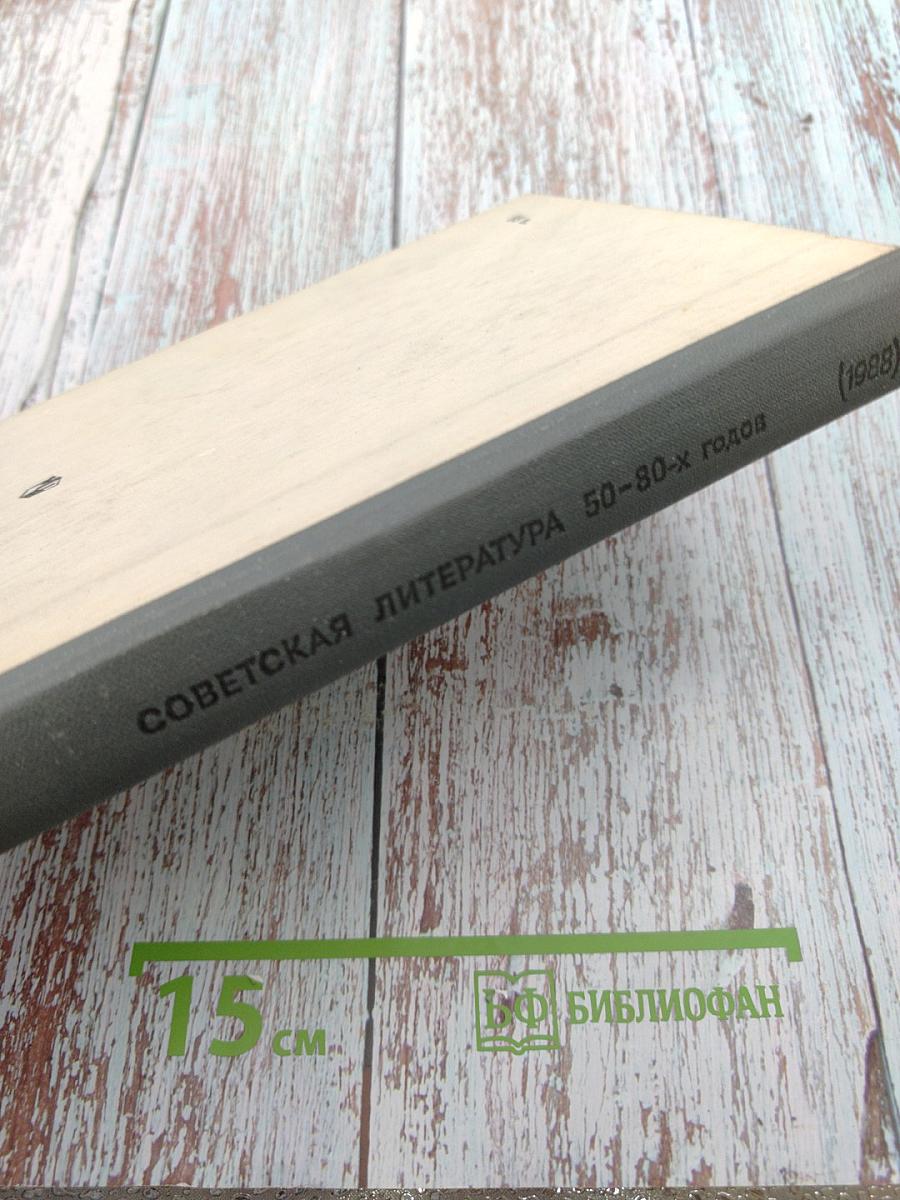 СОВЕТСКАЯ ЛИТЕРАТУРА 50-80-х годов (1988)
15 см
БФ БИБЛИОФАН